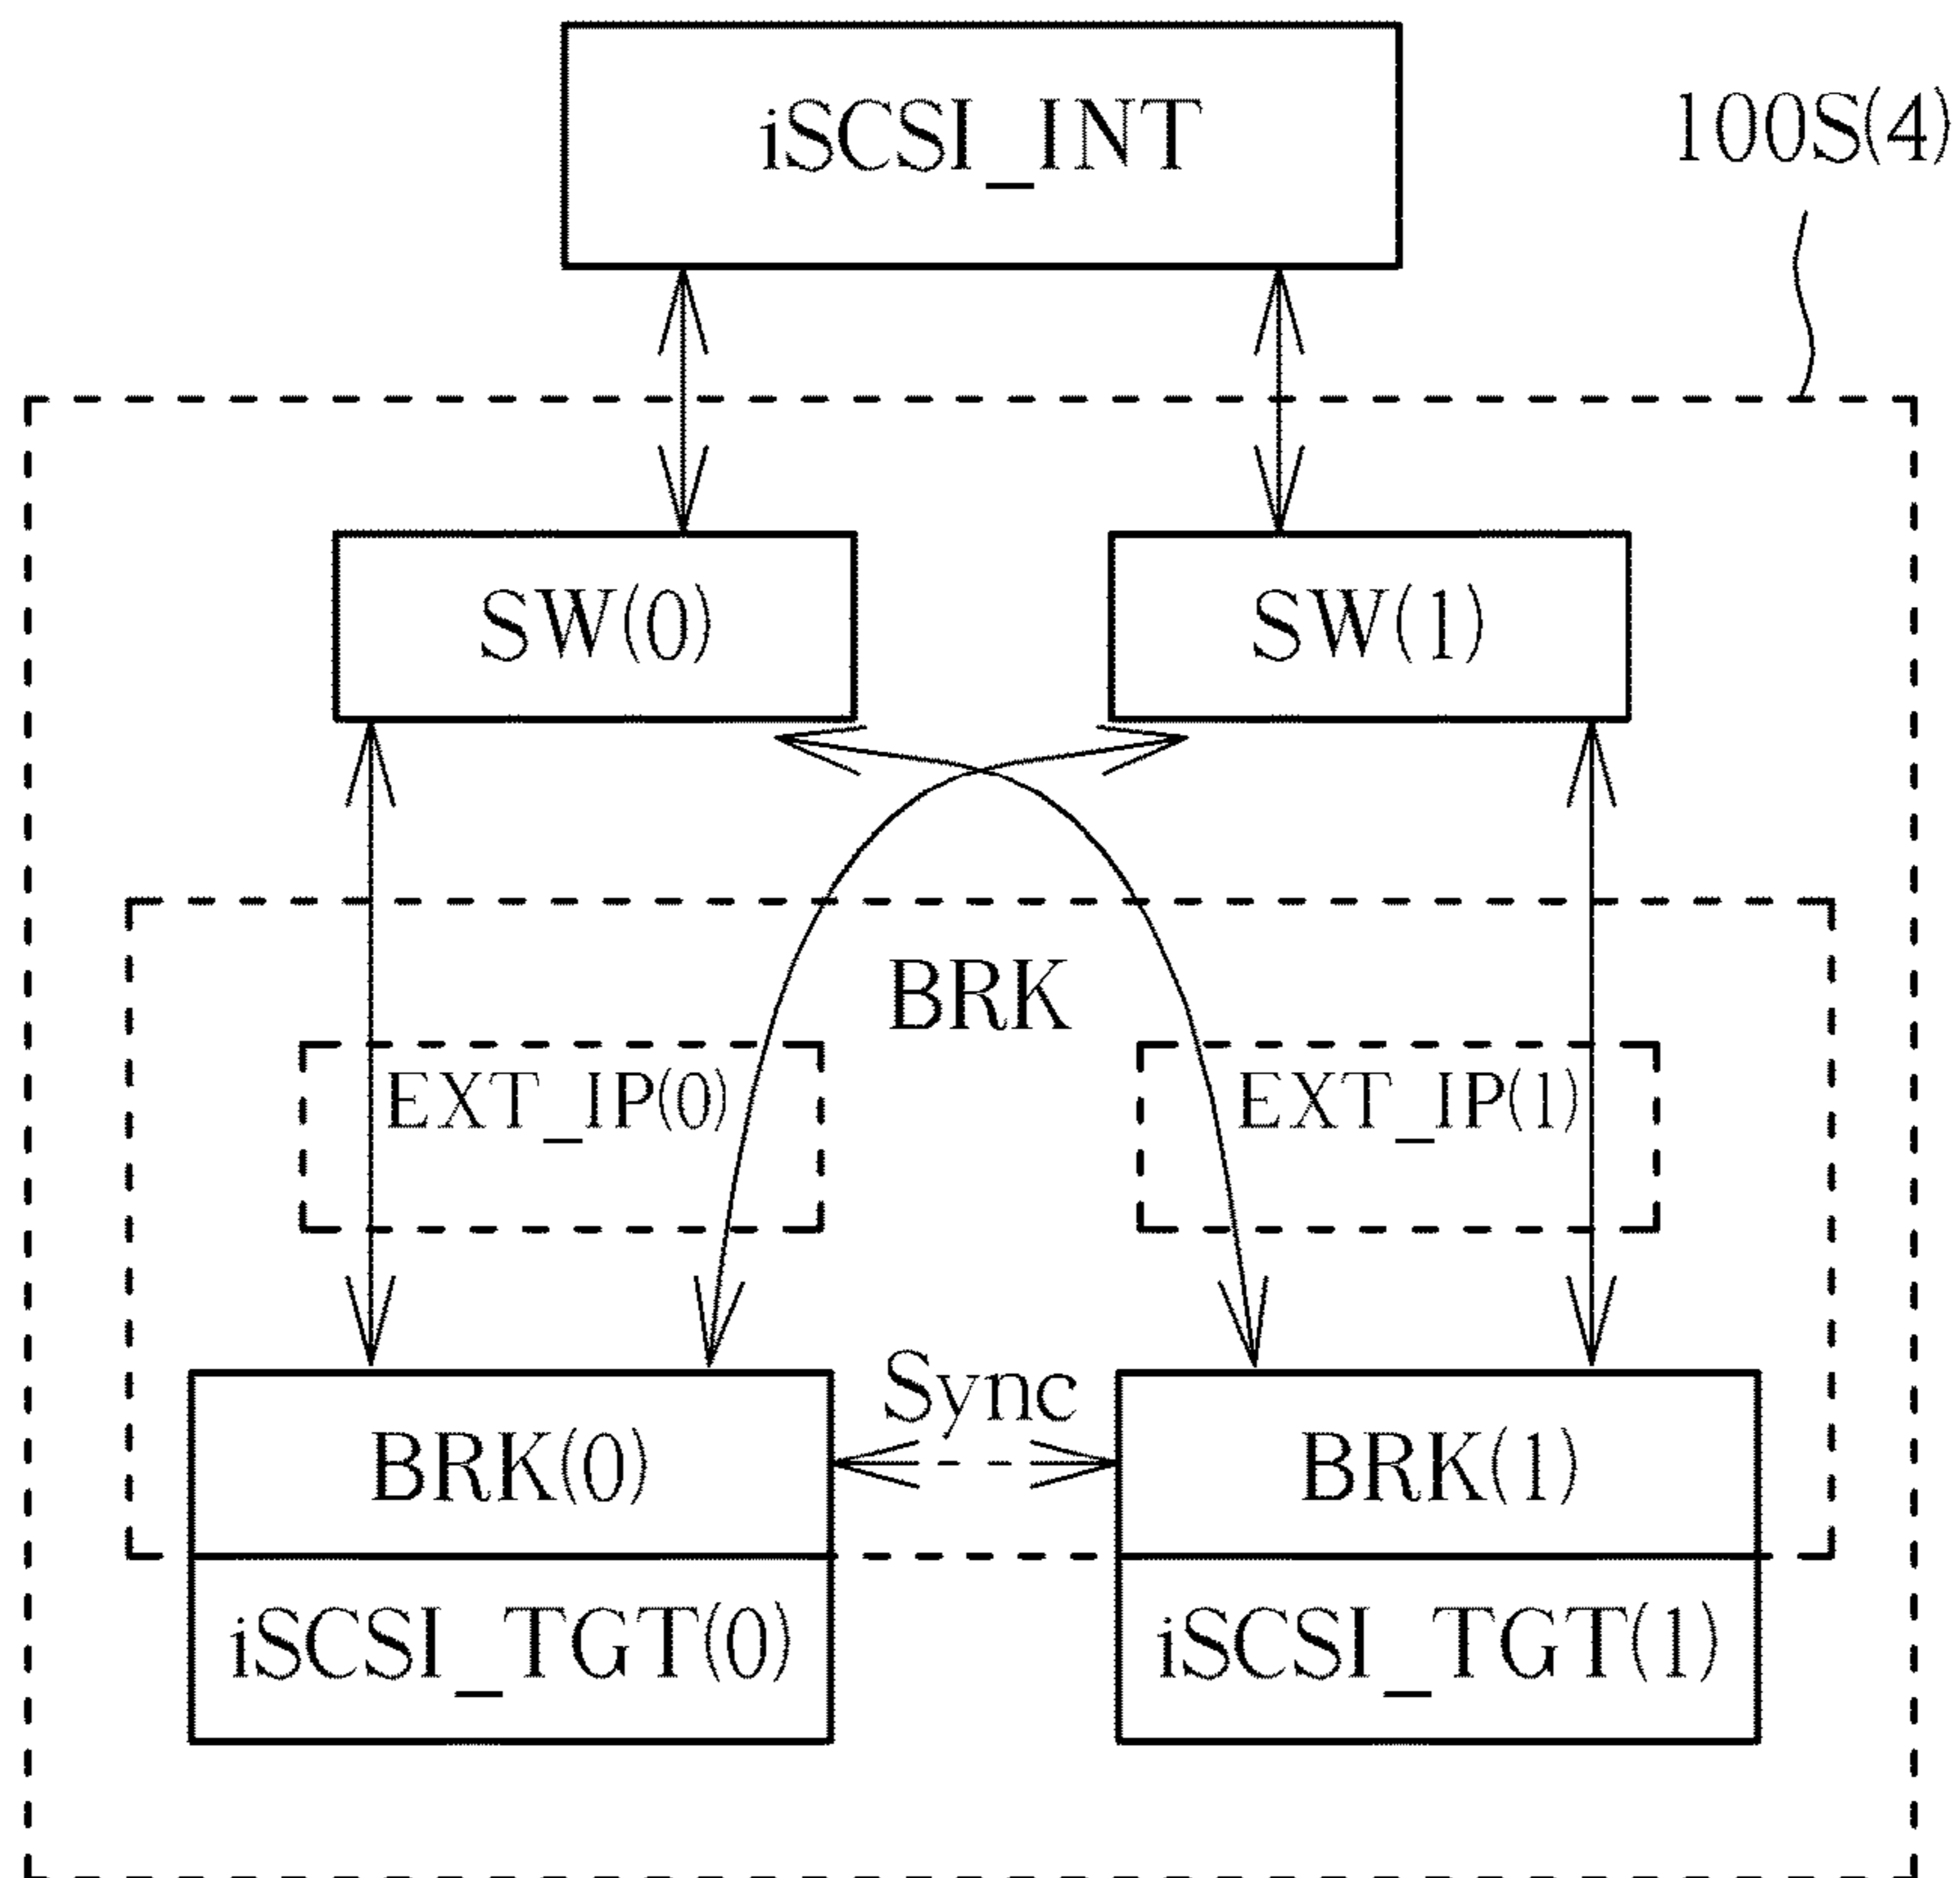 iSCSI_INT
100S(4)
SW(0)
SW(1)
BRK
EXT_IP(0)
EXT_IP(1)
Sync
BRK(0)
BRK(1)
iSCSI_TGT(0)
iSCSI_TGT(1)